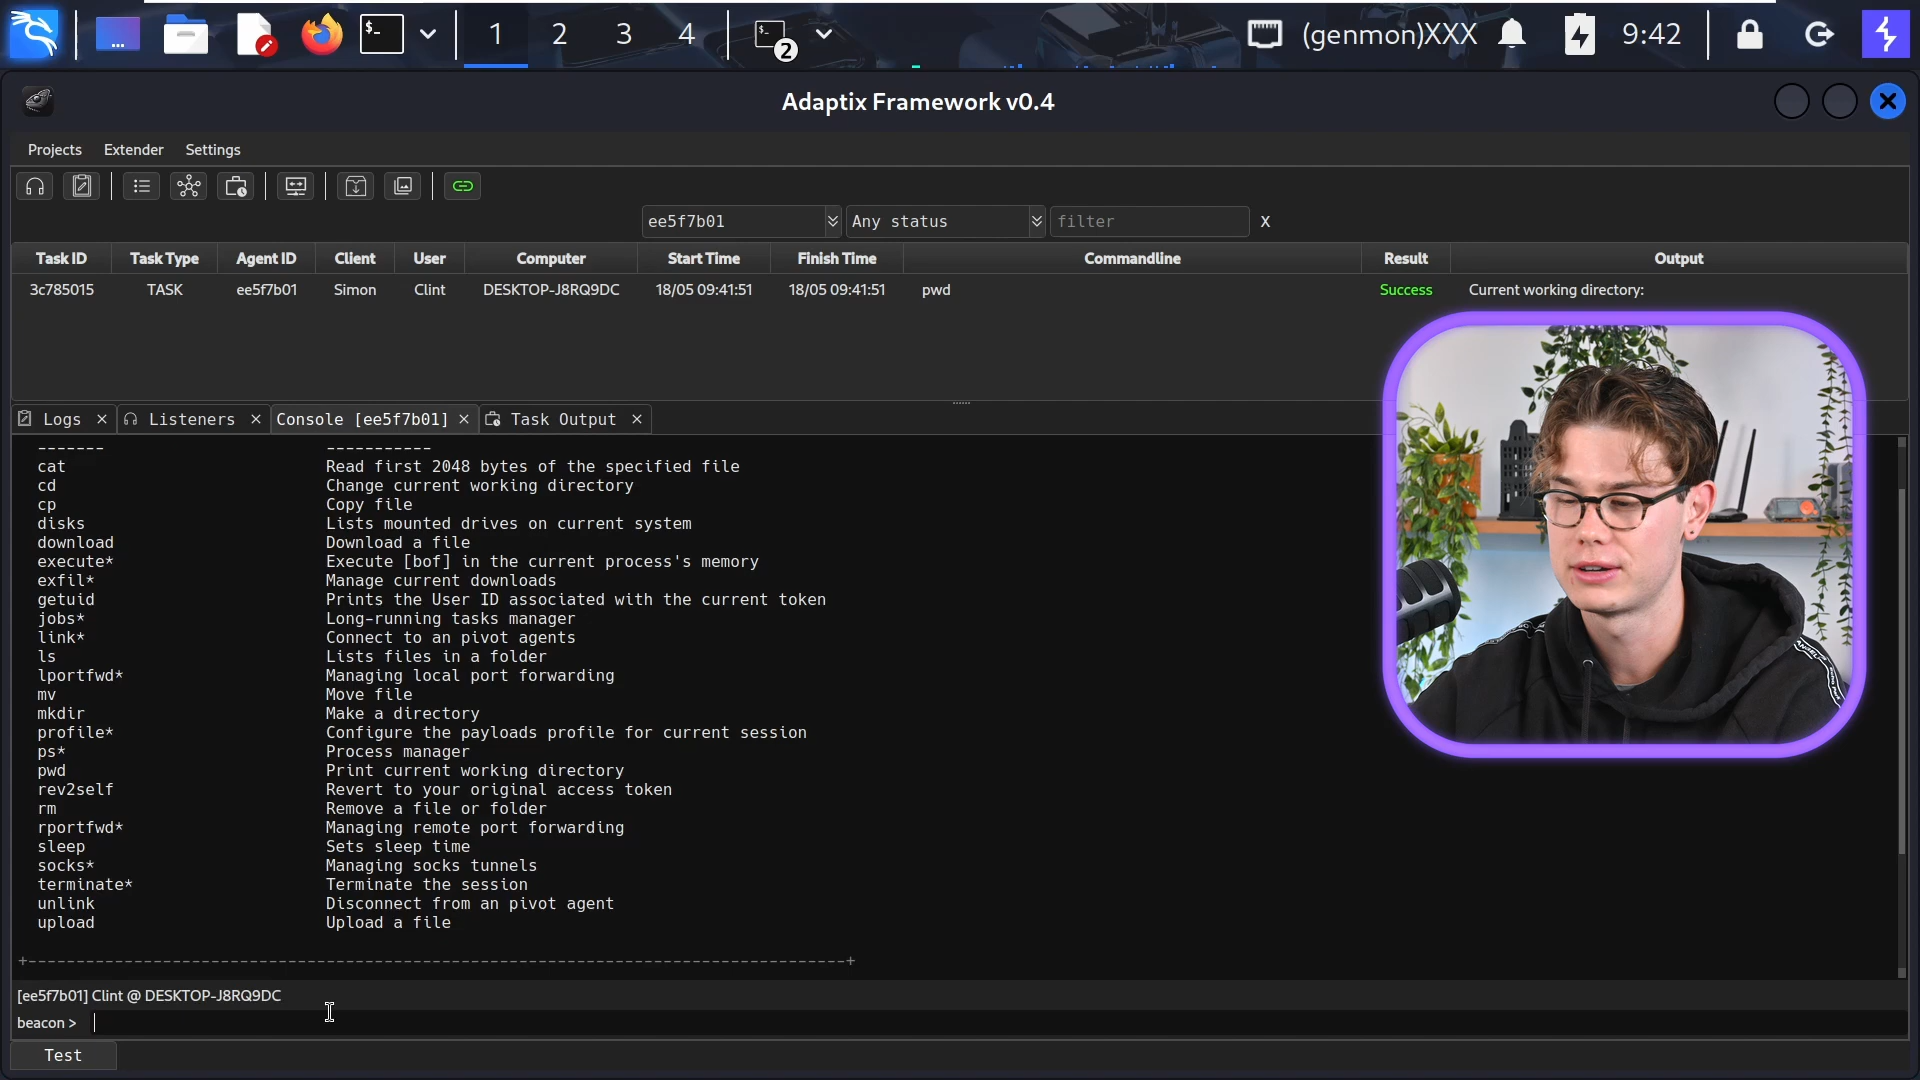 1 2 3 4 2 (genmon)XXX 9:42
Adaptix Framework v0.4
Projects Extender Settings
ee5f7b01 Any status filter X
Task ID Task Type Agent ID Client User Computer Start Time Finish Time Commandline Result Output
3c785015 TASK ee5f7b01 Simon Clint DESKTOP-J8RQ9DC 18/05 09:41:51 18/05 09:41:51 pwd Success Current working directory:
Logs Listeners Console [ee5f7b01] Task Output
------- -----------
cat Read first 2048 bytes of the specified file
cd Change current working directory
cp Copy file
disks Lists mounted drives on current system
download Download a file
execute* Execute [bof] in the current process's memory
exfil* Manage current downloads
getuid Prints the User ID associated with the current token
jobs* Long-running tasks manager
link* Connect to an pivot agents
ls Lists files in a folder
lportfwd* Managing local port forwarding
mv Move file
mkdir Make a directory
profile* Configure the payloads profile for current session
ps* Process manager
pwd Print current working directory
rev2self Revert to your original access token
rm Remove a file or folder
rportfwd* Managing remote port forwarding
sleep Sets sleep time
socks* Managing socks tunnels
terminate* Terminate the session
unlink Disconnect from an pivot agent
upload Upload a file
+-------------------------------------------------------------------------------------+
[ee5f7b01] Clint @ DESKTOP-J8RQ9DC
beacon >
Test